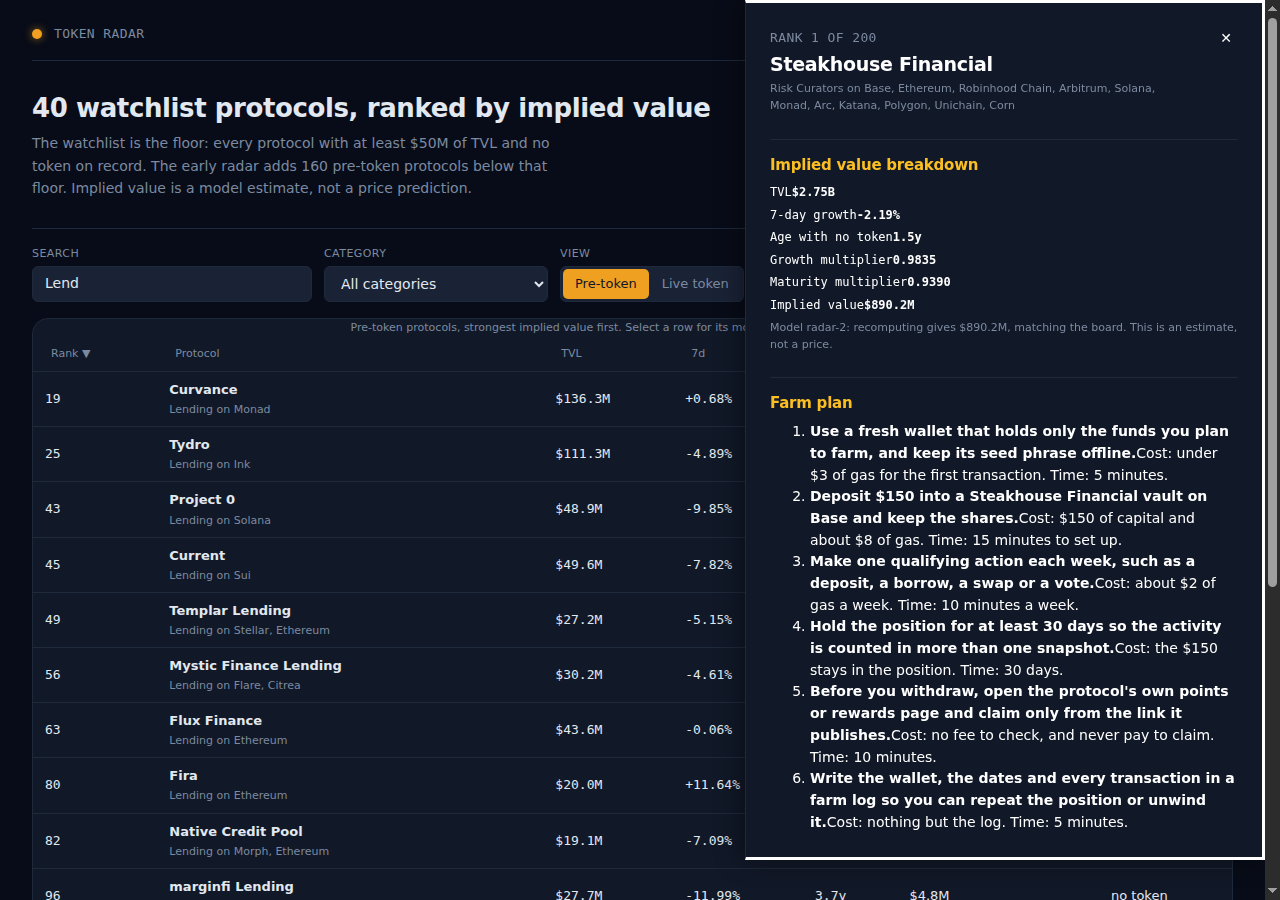 TOKEN RADAR
40 watchlist protocols, ranked by implied value
The watchlist is the floor: every protocol with at least $50M of TVL and no
token on record. The early radar adds 160 pre-token protocols below that
floor. Implied value is a model estimate, not a price prediction.
SEARCH
CATEGORY
VIEW
Lend
All categories
Pre-token
Live token
Pre-token protocols, strongest implied value first. Select a row for its
Rank ▼ Protocol TVL 7d
19 Curvance $136.3M +0.68%
Lending on Monad
25 Tydro $111.3M -4.89%
Lending on Ink
43 Project 0 $48.9M -9.85%
Lending on Solana
45 Current $49.6M -7.82%
Lending on Sui
49 Templar Lending $27.2M -5.15%
Lending on Stellar, Ethereum
56 Mystic Finance Lending $30.2M -4.61%
Lending on Flare, Citrea
63 Flux Finance $43.6M -0.06%
Lending on Ethereum
80 Fira $20.0M +11.64%
Lending on Ethereum
82 Native Credit Pool $19.1M -7.09%
Lending on Morph, Ethereum
96 marginfi Lending $27.7M -11.99% 3.7y $4.8M no token
RANK 1 OF 200
✕
Steakhouse Financial
Risk Curators on Base, Ethereum, Robinhood Chain, Arbitrum, Solana,
Monad, Arc, Katana, Polygon, Unichain, Corn
Implied value breakdown
TVL$2.75B
7-day growth-2.19%
Age with no token1.5y
Growth multiplier0.9835
Maturity multiplier0.9390
Implied value$890.2M
Model radar-2: recomputing gives $890.2M, matching the board. This is an estimate,
not a price.
Farm plan
1. Use a fresh wallet that holds only the funds you plan
to farm, and keep its seed phrase offline.Cost: under
$3 of gas for the first transaction. Time: 5 minutes.
2. Deposit $150 into a Steakhouse Financial vault on
Base and keep the shares.Cost: $150 of capital and
about $8 of gas. Time: 15 minutes to set up.
3. Make one qualifying action each week, such as a
deposit, a borrow, a swap or a vote.Cost: about $2 of
gas a week. Time: 10 minutes a week.
4. Hold the position for at least 30 days so the activity
is counted in more than one snapshot.Cost: the $150
stays in the position. Time: 30 days.
5. Before you withdraw, open the protocol's own points
or rewards page and claim only from the link it
publishes.Cost: no fee to check, and never pay to claim.
Time: 10 minutes.
6. Write the wallet, the dates and every transaction in a
farm log so you can repeat the position or unwind
it.Cost: nothing but the log. Time: 5 minutes.